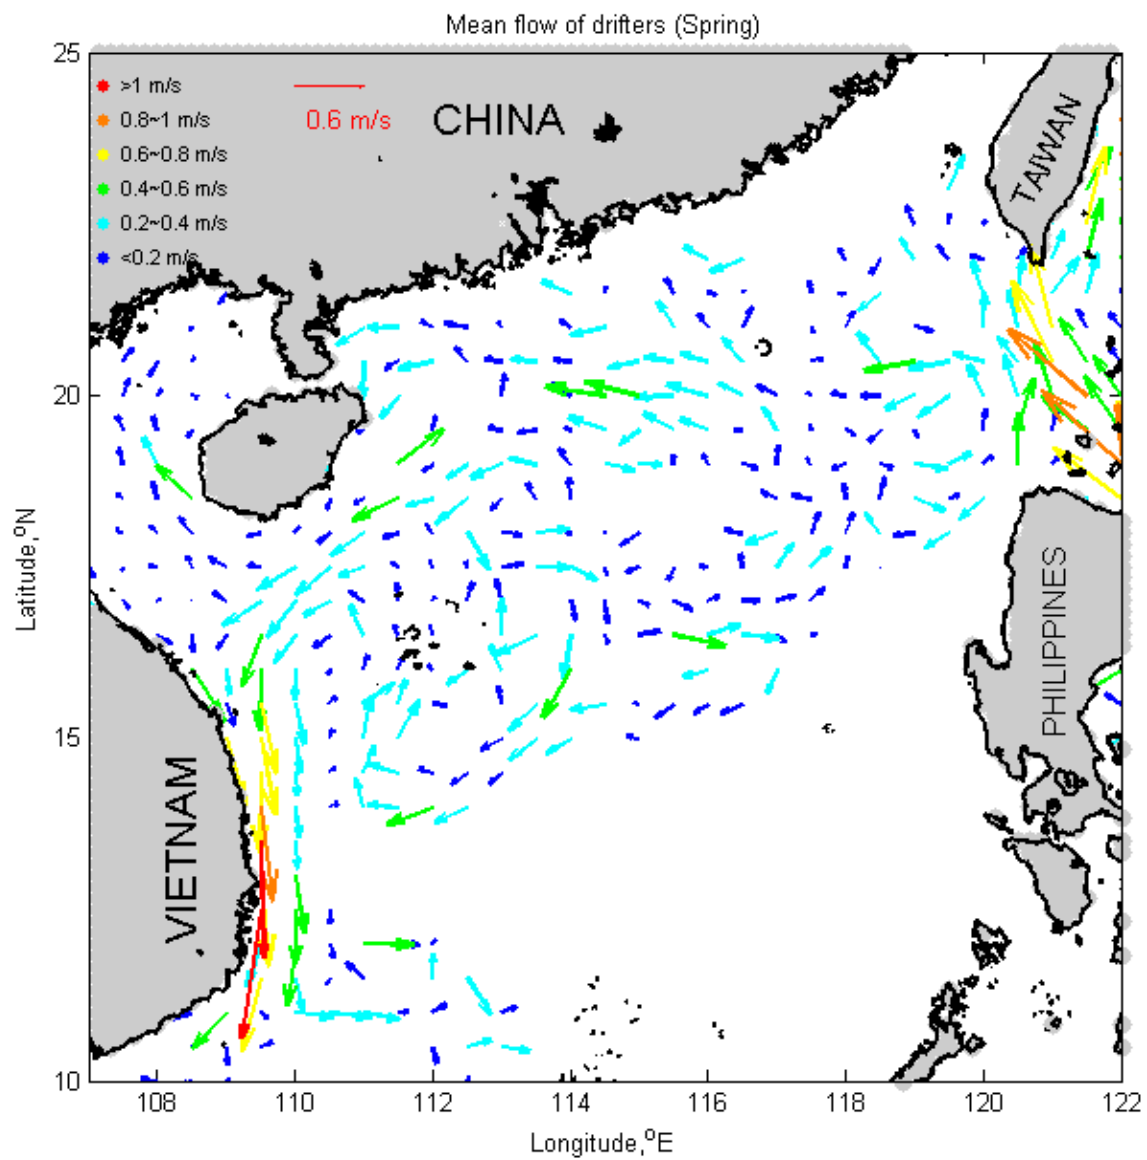 Mean flow of drifters (Spring)
25
>1 m/s
0.8~1 m/s
0.6 m/s
CHINA
0.6~0.8 m/s
0.4~0.6 m/s
0.2~0.4 m/s
<0.2 m/s
TAIWAN
20
Latitude,°N
PHILIPPINES
15
VIETNAM
10
108
110
112
114
116
118
120
122
Longitude,°E